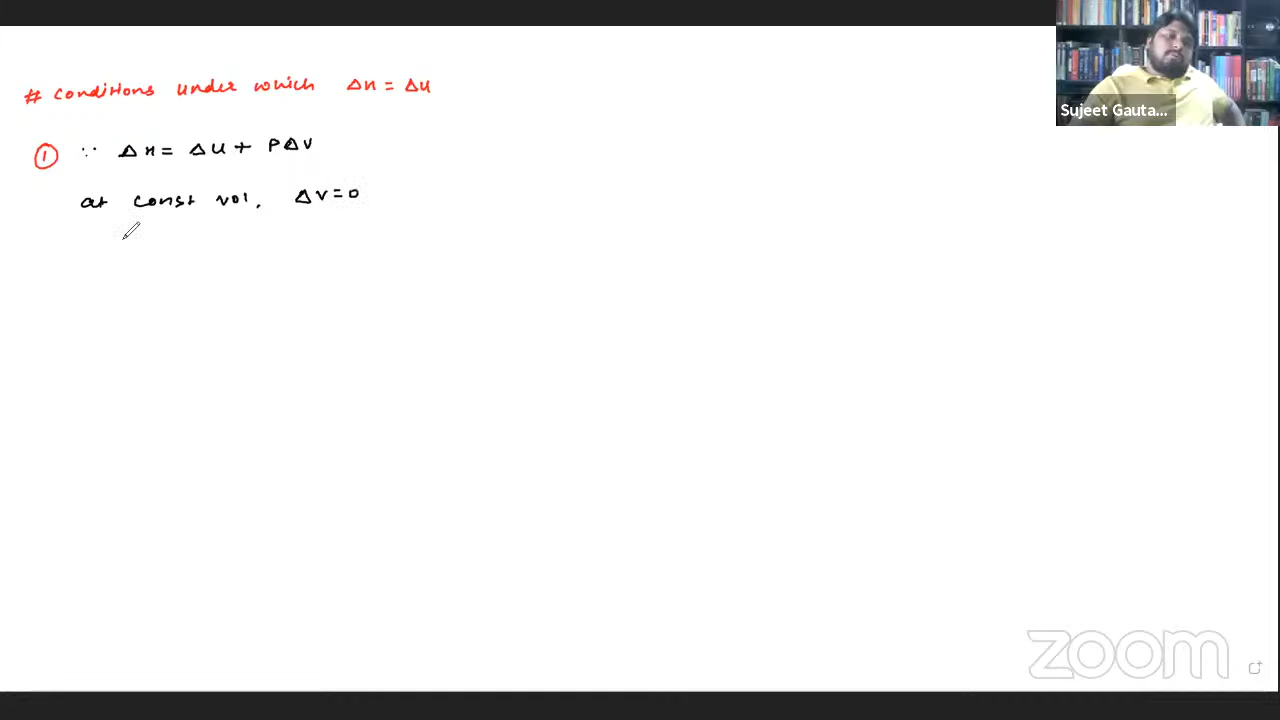 # Conditions under which ΔH = ΔU
Sujeet Gauta...
① ∵ ΔH = ΔU + PΔV
at const vol, ΔV=0
zoom